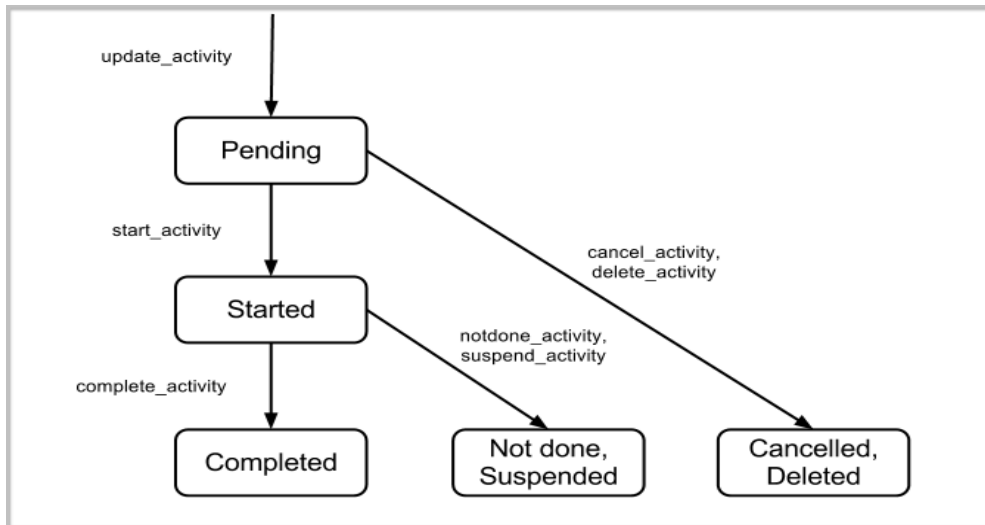 update_activity
Pending
start_activity
cancel_activity,
delete_activity
Started
notdone_activity,
suspend_activity
complete_activity
Completed
Not done,
Suspended
Cancelled,
Deleted